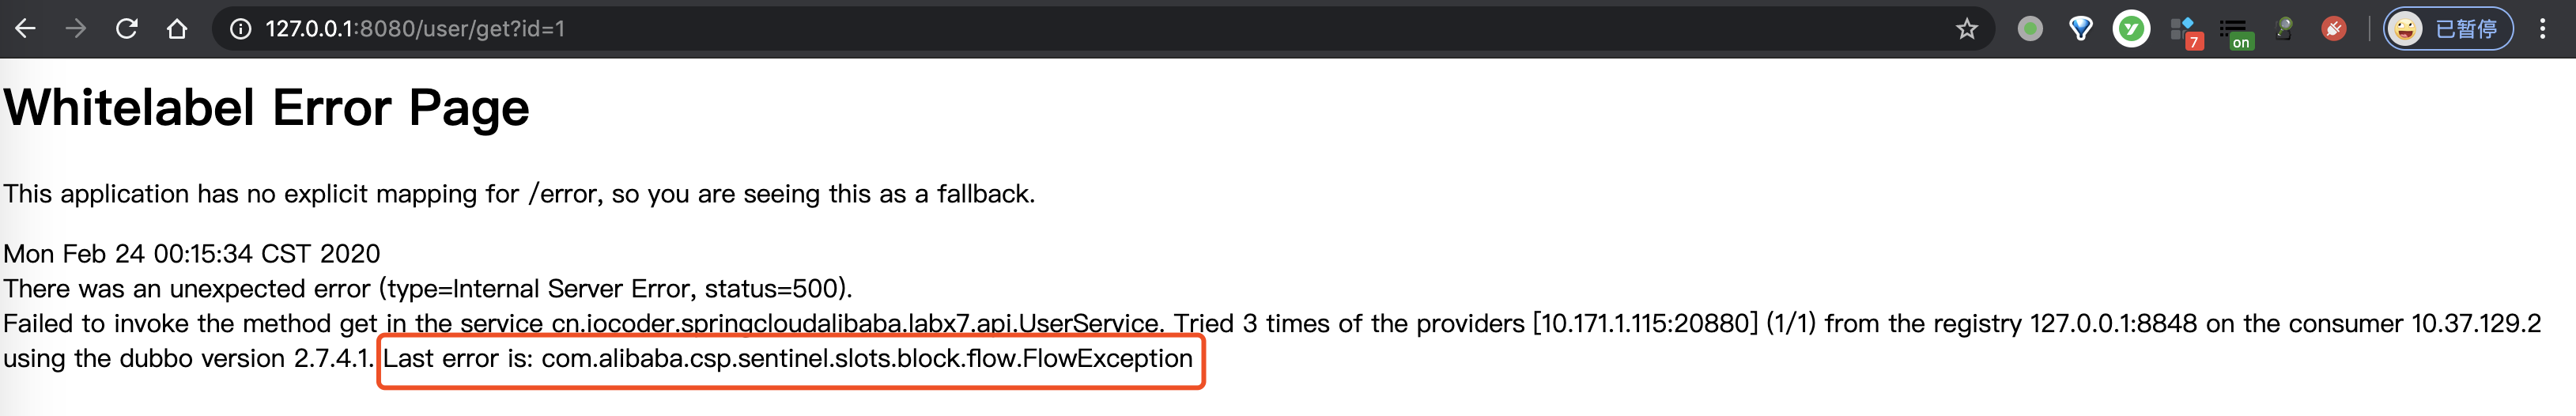 127.0.0.1:8080/user/get?id=1
7
on
已暂停
Whitelabel Error Page
This application has no explicit mapping for /error, so you are seeing this as a fallback.
Mon Feb 24 00:15:34 CST 2020
There was an unexpected error (type=Internal Server Error, status=500).
Failed to invoke the method get in the service cn.iocoder.springcloudalibaba.labx7.api.UserService. Tried 3 times of the providers [10.171.1.115:20880] (1/1) from the registry 127.0.0.1:8848 on the consumer 10.37.129.2
using the dubbo version 2.7.4.1. Last error is: com.alibaba.csp.sentinel.slots.block.flow.FlowException